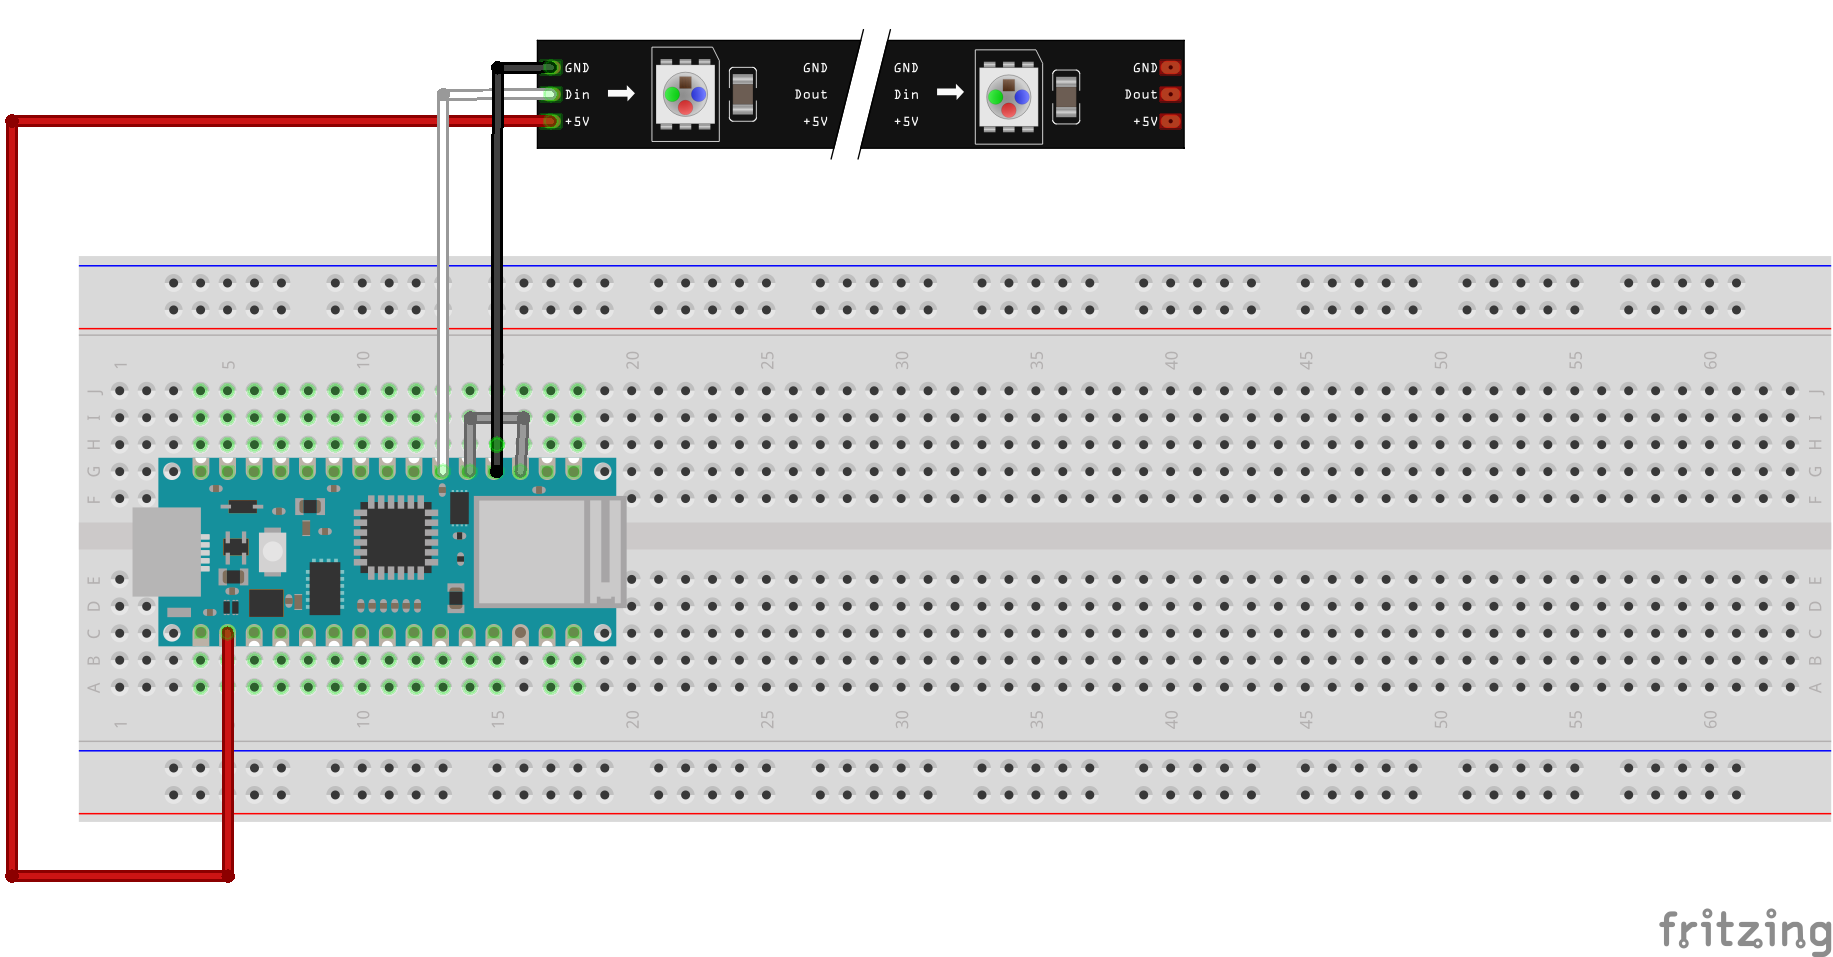 GND GND GND GND
Din Dout Din Dout
+5V +5V +5V +5V
1 5 10 20 25 30 35 40 45 50 55 60
J J
I I
H H
G G
F F
E E
D D
C C
B B
A A
1 10 15 20 25 30 35 40 45 50 55 60
fritzing